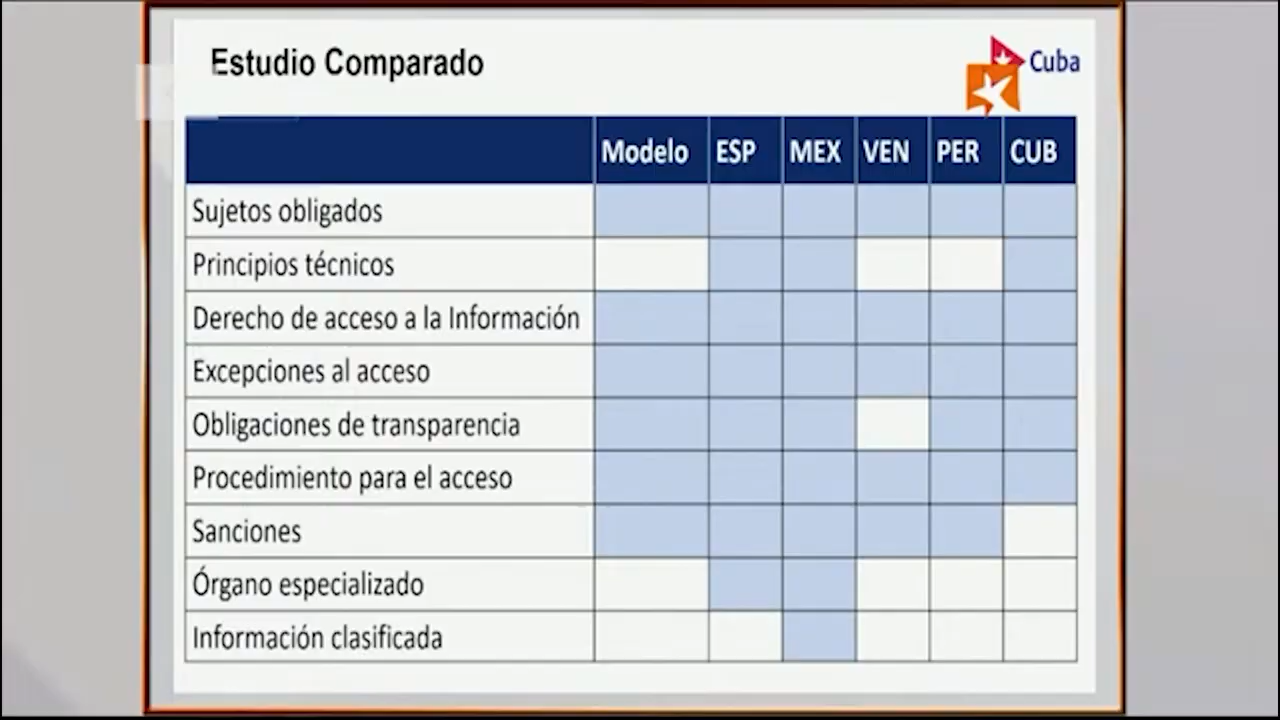 Estudio Comparado
Cuba
Modelo ESP MEX VEN PER CUB
Sujetos obligados
Principios técnicos
Derecho de acceso a la Información
Excepciones al acceso
Obligaciones de transparencia
Procedimiento para el acceso
Sanciones
Órgano especializado
Información clasificada